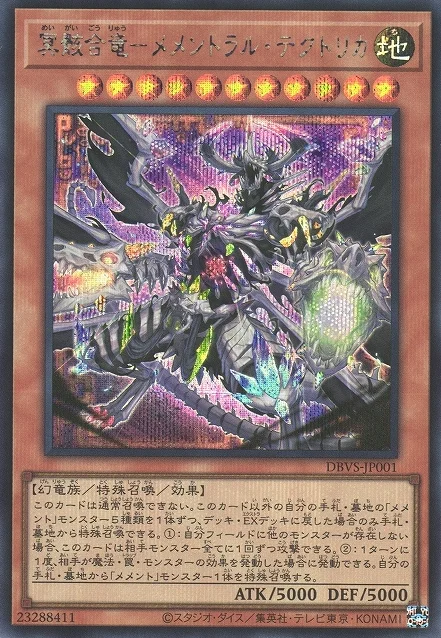 冥骸合竜-メメントラル・テクトリカ
地
DBVS-JP001
【幻竜族/特殊召喚/効果】
このカードは通常召喚できない。このカード以外の自分の手札・墓地の「メメ
ント」モンスター5種類を1体ずつ、デッキ・EXデッキに戻した場合のみ手札・
墓地から特殊召喚できる。①:自分フィールドに他のモンスターが存在しない
場合、このカードは相手モンスター全てに1回ずつ攻撃できる。②:1ターンに
1度、相手が魔法・罠・モンスターの効果を発動した場合に発動できる。自分の
手札・墓地から「メメント」モンスター1体を特殊召喚する。
ATK/5000 DEF/5000
23288411
©スタジオ・ダイス/集英社・テレビ東京・KONAMI